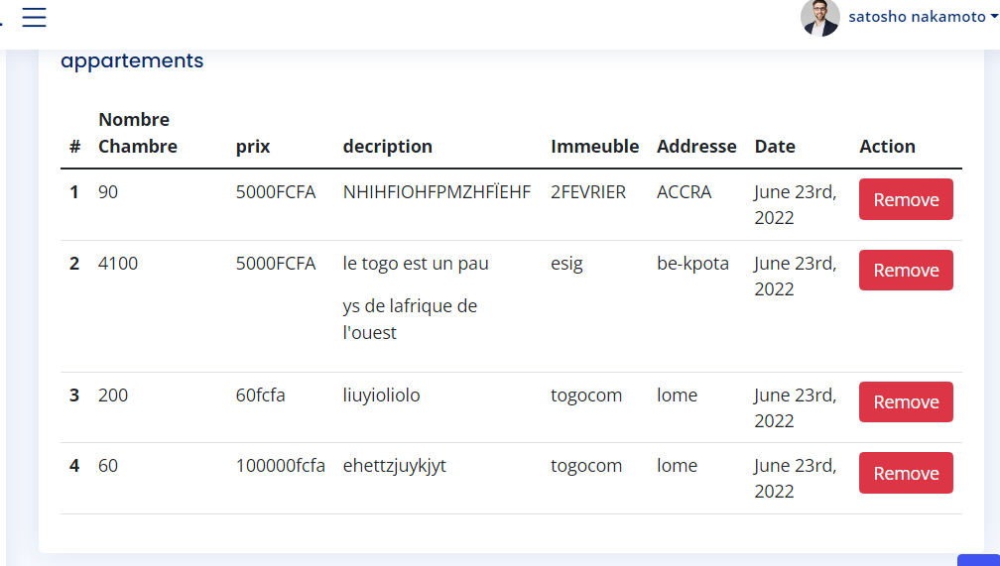 satosho nakamoto
appartements
# Nombre Chambre prix decription Immeuble Addresse Date Action
1 90 5000FCFA NHIHFIOHFPMZHFÏEHF 2FEVRIER ACCRA June 23rd, 2022 Remove
2 4100 5000FCFA le togo est un pau ys de lafrique de l'ouest esig be-kpota June 23rd, 2022 Remove
3 200 60fcfa liuyioliolo togocom lome June 23rd, 2022 Remove
4 60 100000fcfa ehettzjuykjyt togocom lome June 23rd, 2022 Remove